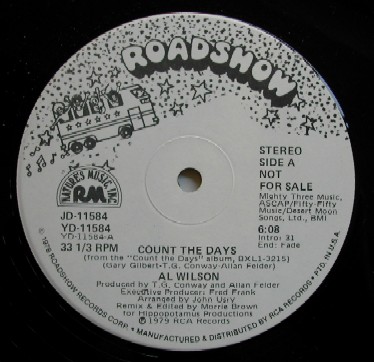 ROADSHOW
NATURE'S MUSIC, INC.
RM
STEREO
SIDE A
NOT
FOR SALE
Mighty Three Music,
ASCAP/Fifty-Fifty
Music/Desert Moon
Songs, Ltd., BMI
6:08
Intro: 31
End: Fade
JD-11584
YD-11584
YD-11584-A
33 1/3 RPM
COUNT THE DAYS
(from the "Count the Days" album, BXL1-3215)
(Gary Gilbert-T.G. Conway-Allan Felder)
AL WILSON
Produced by T.G. Conway and Allan Felder
Executive Producer: Fred Frank
Arranged by John Usry
Remix & Edited by Morrie Brown
for Hippopotamus Productions
℗1979 RCA Records
© 1979 ROADSHOW RECORDS CORP. • MANUFACTURED & DISTRIBUTED BY RCA RECORDS • PTD. IN U.S.A.